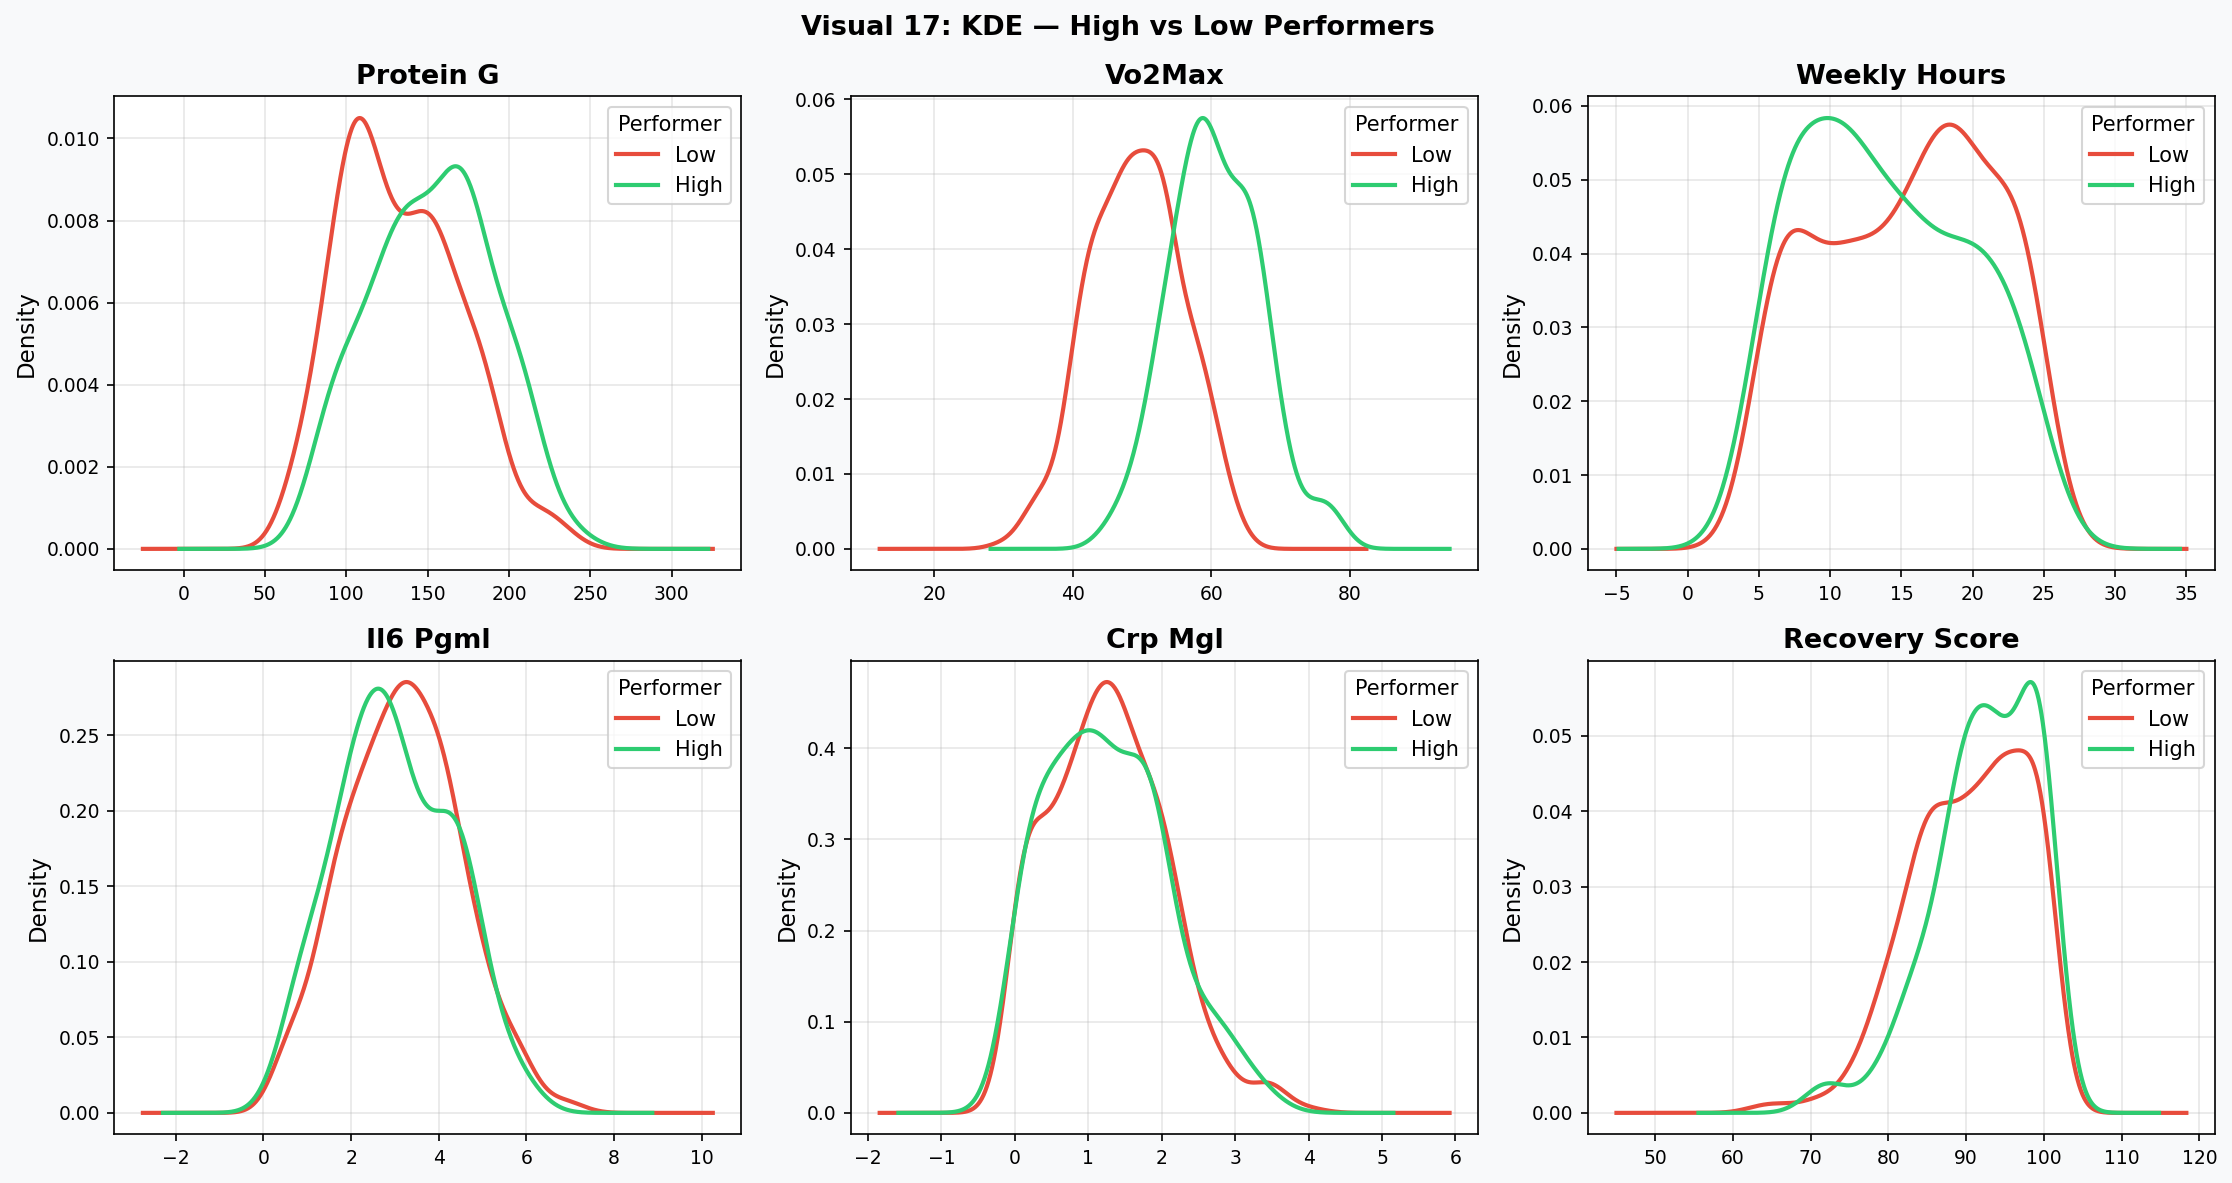 Visual 17: KDE — High vs Low Performers
Protein G
Density
0.010
0.008
0.006
0.004
0.002
0.000
0
50
100
150
200
250
300
Performer
Low
High
Vo2Max
Density
0.06
0.05
0.04
0.03
0.02
0.01
0.00
20
40
60
80
Performer
Low
High
Weekly Hours
Density
0.06
0.05
0.04
0.03
0.02
0.01
0.00
−5
0
5
10
15
20
25
30
35
Performer
Low
High
Il6 Pgml
Density
0.25
0.20
0.15
0.10
0.05
0.00
−2
0
2
4
6
8
10
Performer
Low
High
Crp Mgl
Density
0.4
0.3
0.2
0.1
0.0
−2
−1
0
1
2
3
4
5
6
Performer
Low
High
Recovery Score
Density
0.05
0.04
0.03
0.02
0.01
0.00
50
60
70
80
90
100
110
120
Performer
Low
High